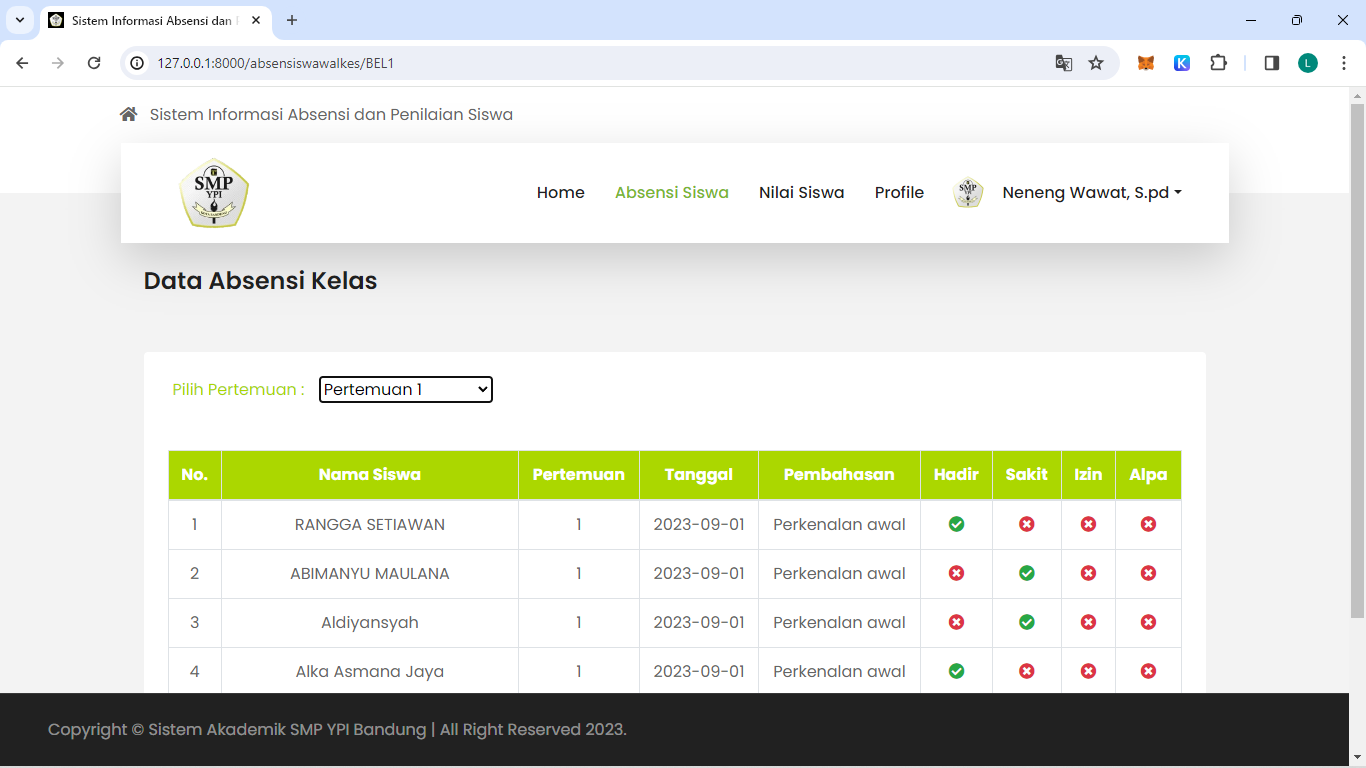 Sistem Informasi Absensi dan
127.0.0.1:8000/absensiswawalkes/BEL1
K
L
Sistem Informasi Absensi dan Penilaian Siswa
SMP
YPI
Home
Absensi Siswa
Nilai Siswa
Profile
SMP
YPI
Neneng Wawat, S.pd
Data Absensi Kelas
Pilih Pertemuan :
Pertemuan 1
No. Nama Siswa Pertemuan Tanggal Pembahasan Hadir Sakit Izin Alpa
1 RANGGA SETIAWAN 1 2023-09-01 Perkenalan awal
2 ABIMANYU MAULANA 1 2023-09-01 Perkenalan awal
3 Aldiyansyah 1 2023-09-01 Perkenalan awal
4 Alka Asmana Jaya 1 2023-09-01 Perkenalan awal
Copyright © Sistem Akademik SMP YPI Bandung | All Right Reserved 2023.